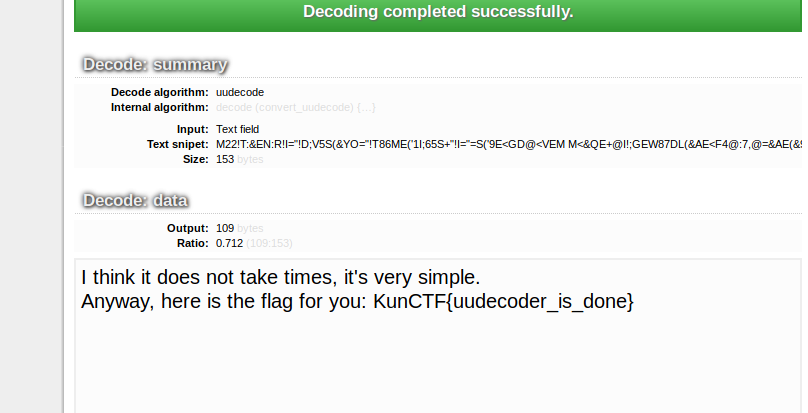 Decoding completed successfully.
Decode: summary
Decode algorithm: uudecode
Internal algorithm: decode (convert_uudecode) {...}
Input: Text field
Text snipet: M22!T:&EN:R!I="!D;V5S(&YO="!T86ME('1I;65S+"!I="=S('9E<GD@<VEM M<&QE+@I!;GEW87DL(&AE<F4@:7,@=&AE(&
Size: 153 bytes
Decode: data
Output: 109 bytes
Ratio: 0.712 (109:153)
I think it does not take times, it's very simple.
Anyway, here is the flag for you: KunCTF{uudecoder_is_done}